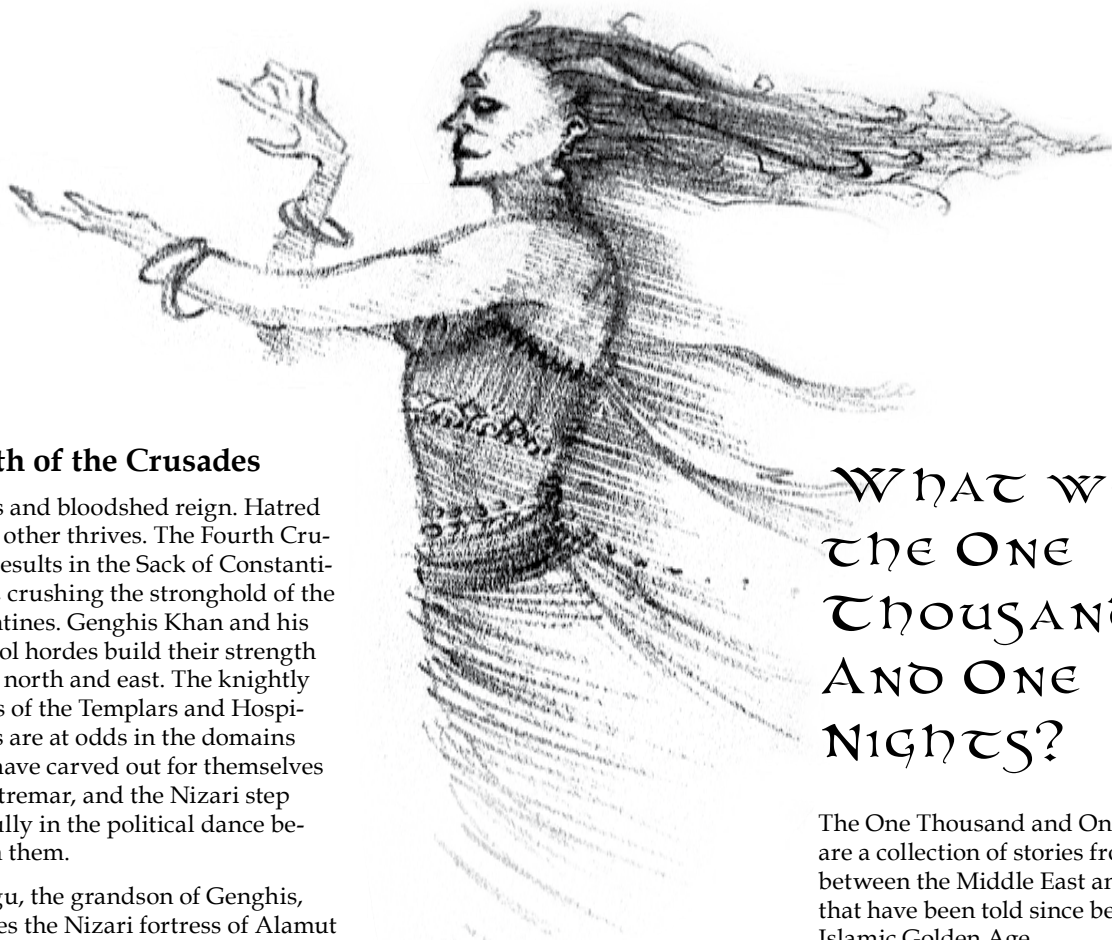 th of the Crusades
s and bloodshed reign. Hatred
other thrives. The Fourth Cru-
esults in the Sack of Constanti-
crushing the stronghold of the
tines. Genghis Khan and his
ol hordes build their strength
north and east. The knightly
s of the Templars and Hospi-
s are at odds in the domains
have carved out for themselves
tremar, and the Nizari step
ully in the political dance be-
n them.
gu, the grandson of Genghis,
es the Nizari fortress of Alamut
What w
the One
Thousand
And One
Nights?
The One Thousand and On
are a collection of stories fro
between the Middle East an
that have been told since be
Islamic Golden Age